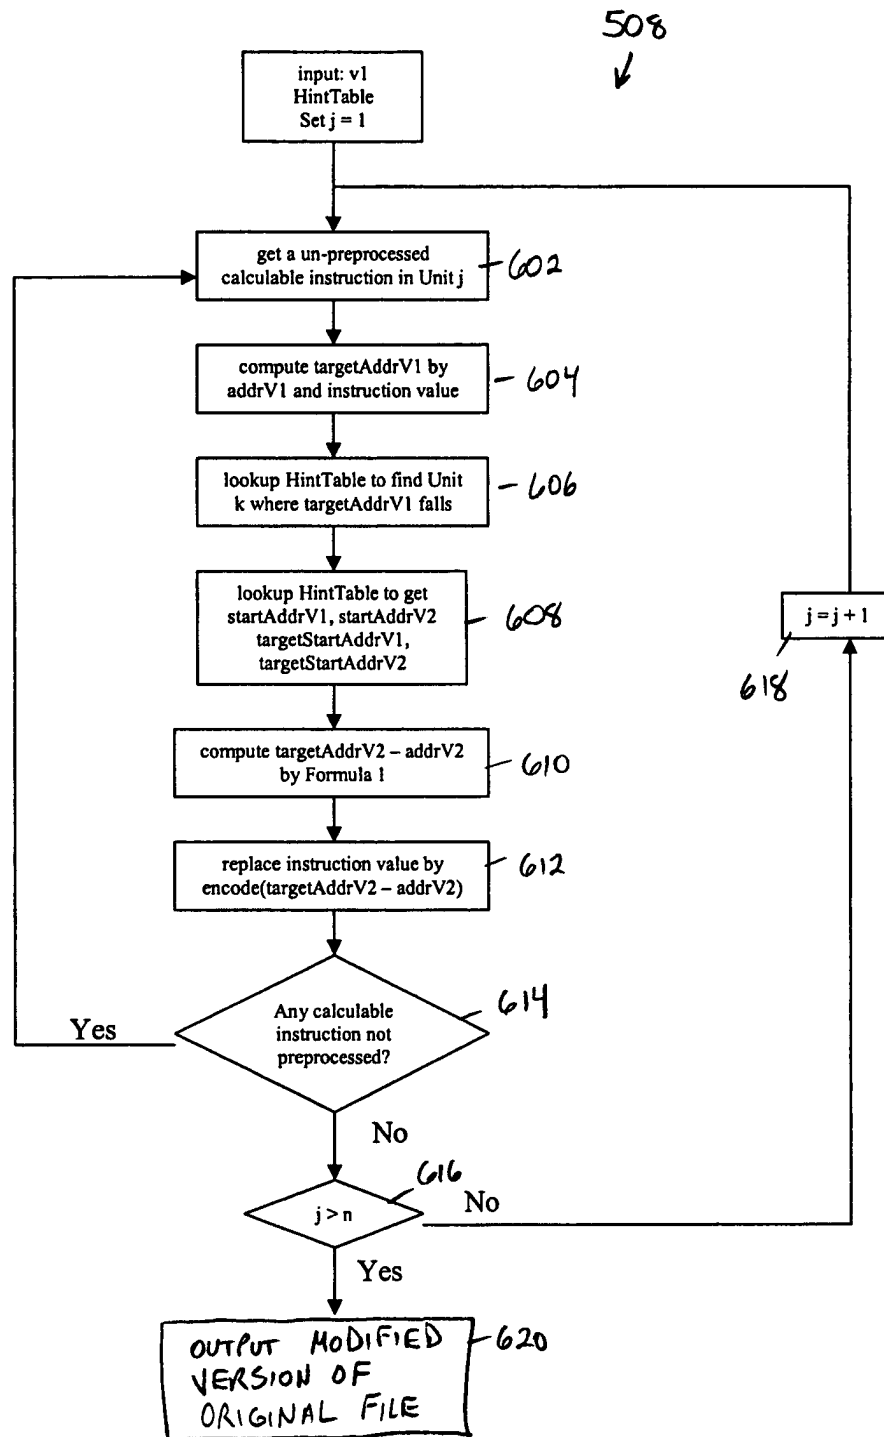 508
input: v1
HintTable
Set j = 1
get a un-preprocessed
calculable instruction in Unit j
602
compute targetAddrV1 by
addrV1 and instruction value
604
lookup HintTable to find Unit
k where targetAddrV1 falls
606
lookup HintTable to get
startAddrV1, startAddrV2
targetStartAddrV1,
targetStartAddrV2
608
j = j + 1
618
compute targetAddrV2 – addrV2
by Formula 1
610
replace instruction value by
encode(targetAddrV2 – addrV2)
612
Any calculable
instruction not
preprocessed?
614
Yes
No
616
j > n
No
Yes
OUTPUT MODIFIED
VERSION OF
ORIGINAL FILE
620